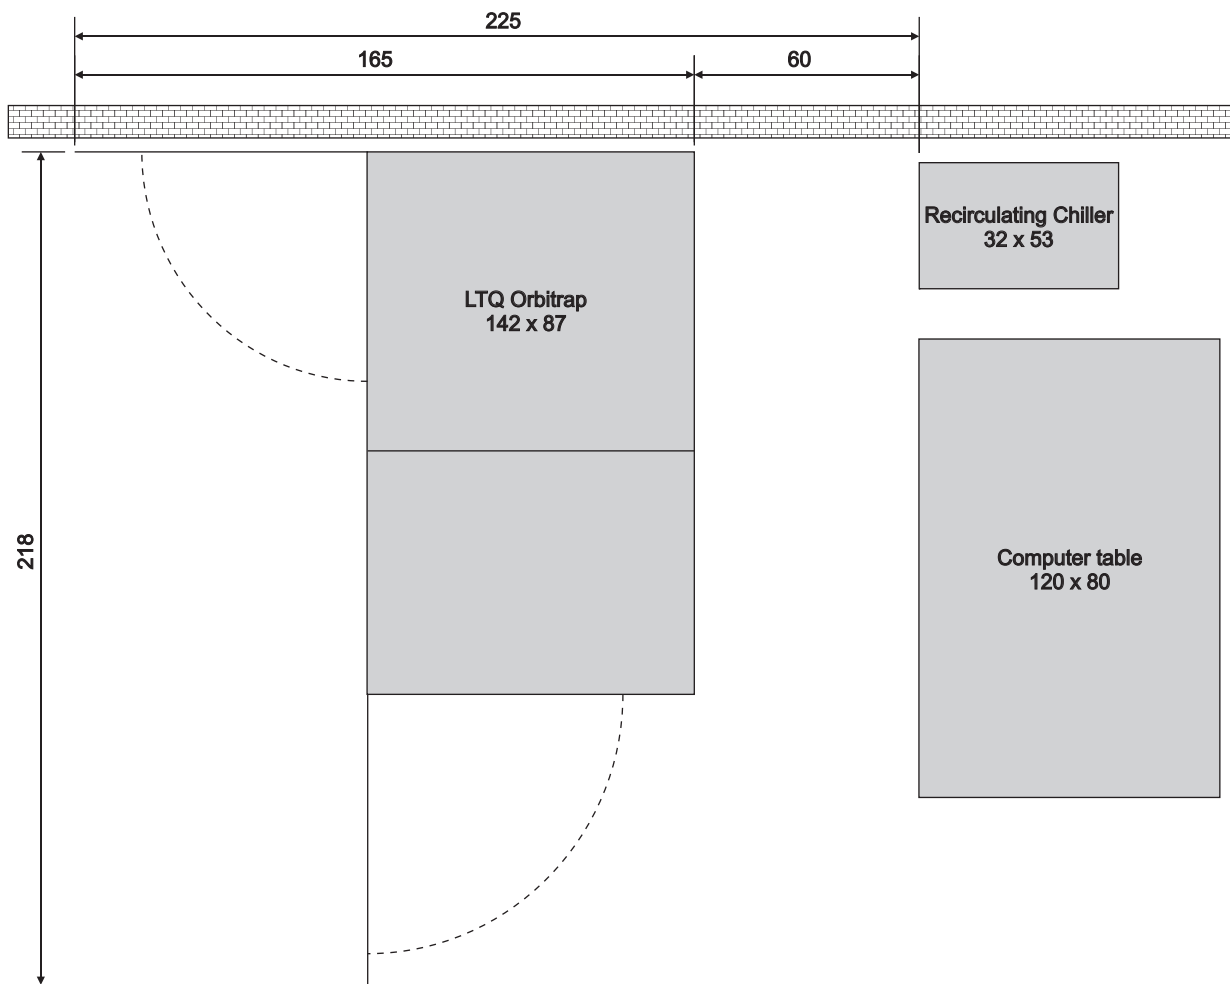 225
165
60
Recirculating Chiller
32 x 53
LTQ Orbitrap
142 x 87
218
Computer table
120 x 80